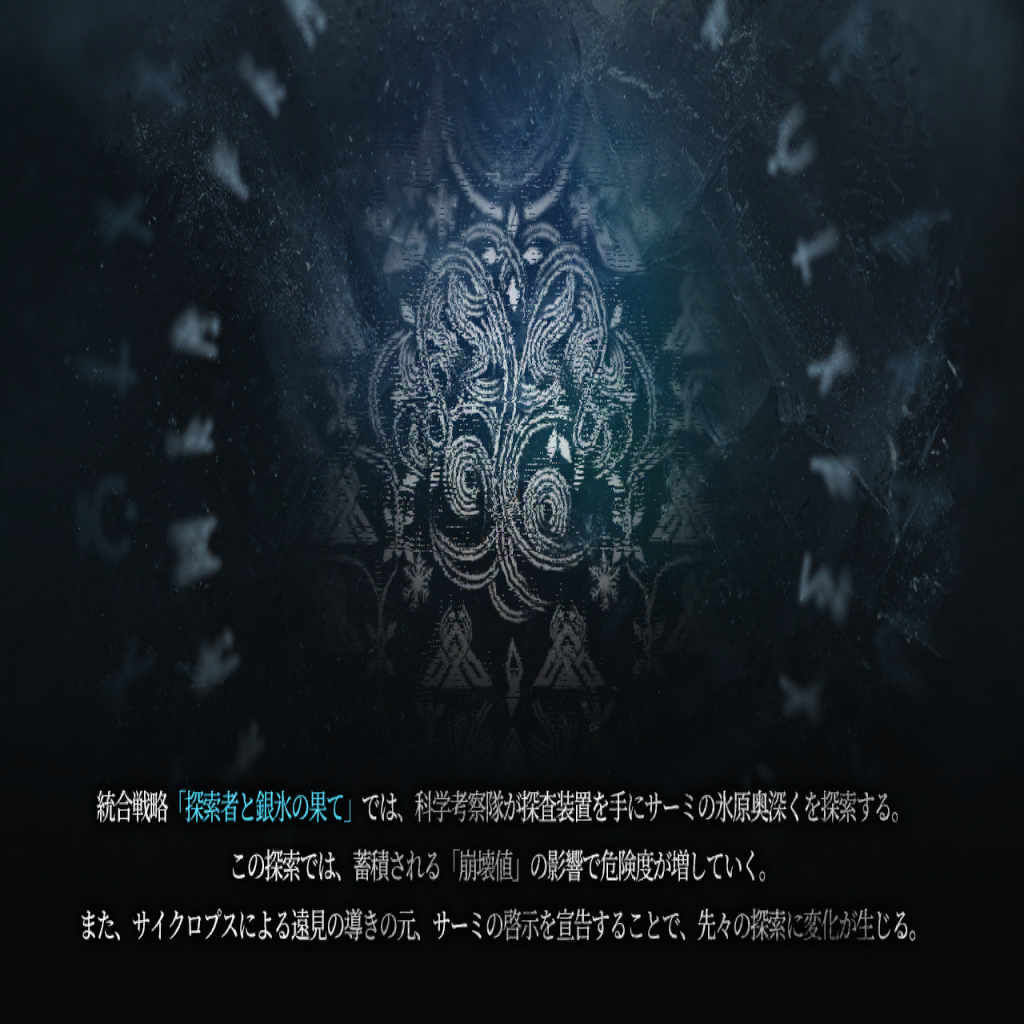 統合戦略「探索者と銀氷の果て」では、科学考察隊が探査装置を手にサーミの氷原奥深くを探索する。
この探索では、蓄積される「崩壊値」の影響で危険度が増していく。
また、サイクロプスによる遠見の導きの元、サーミの啓示を宣告することで、先々の探索に変化が生じる。